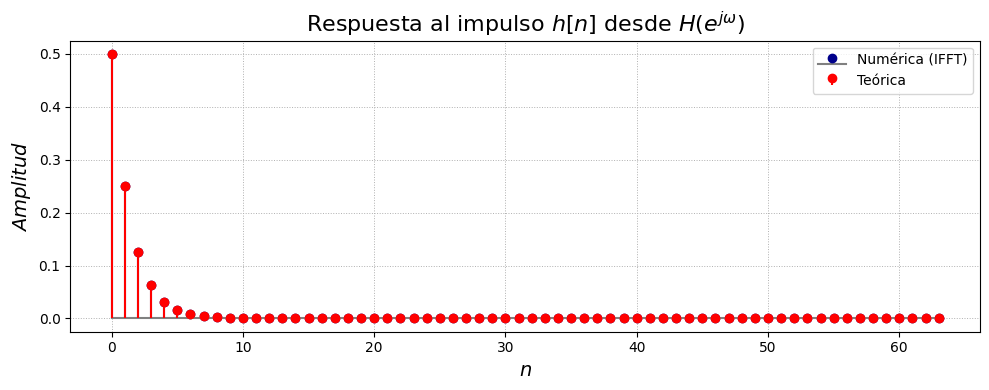 Respuesta al impulso h[n] desde H(e^{jω})
Numérica (IFFT)
Teórica
Amplitud
0.5
0.4
0.3
0.2
0.1
0.0
0 10 20 30 40 50 60
n